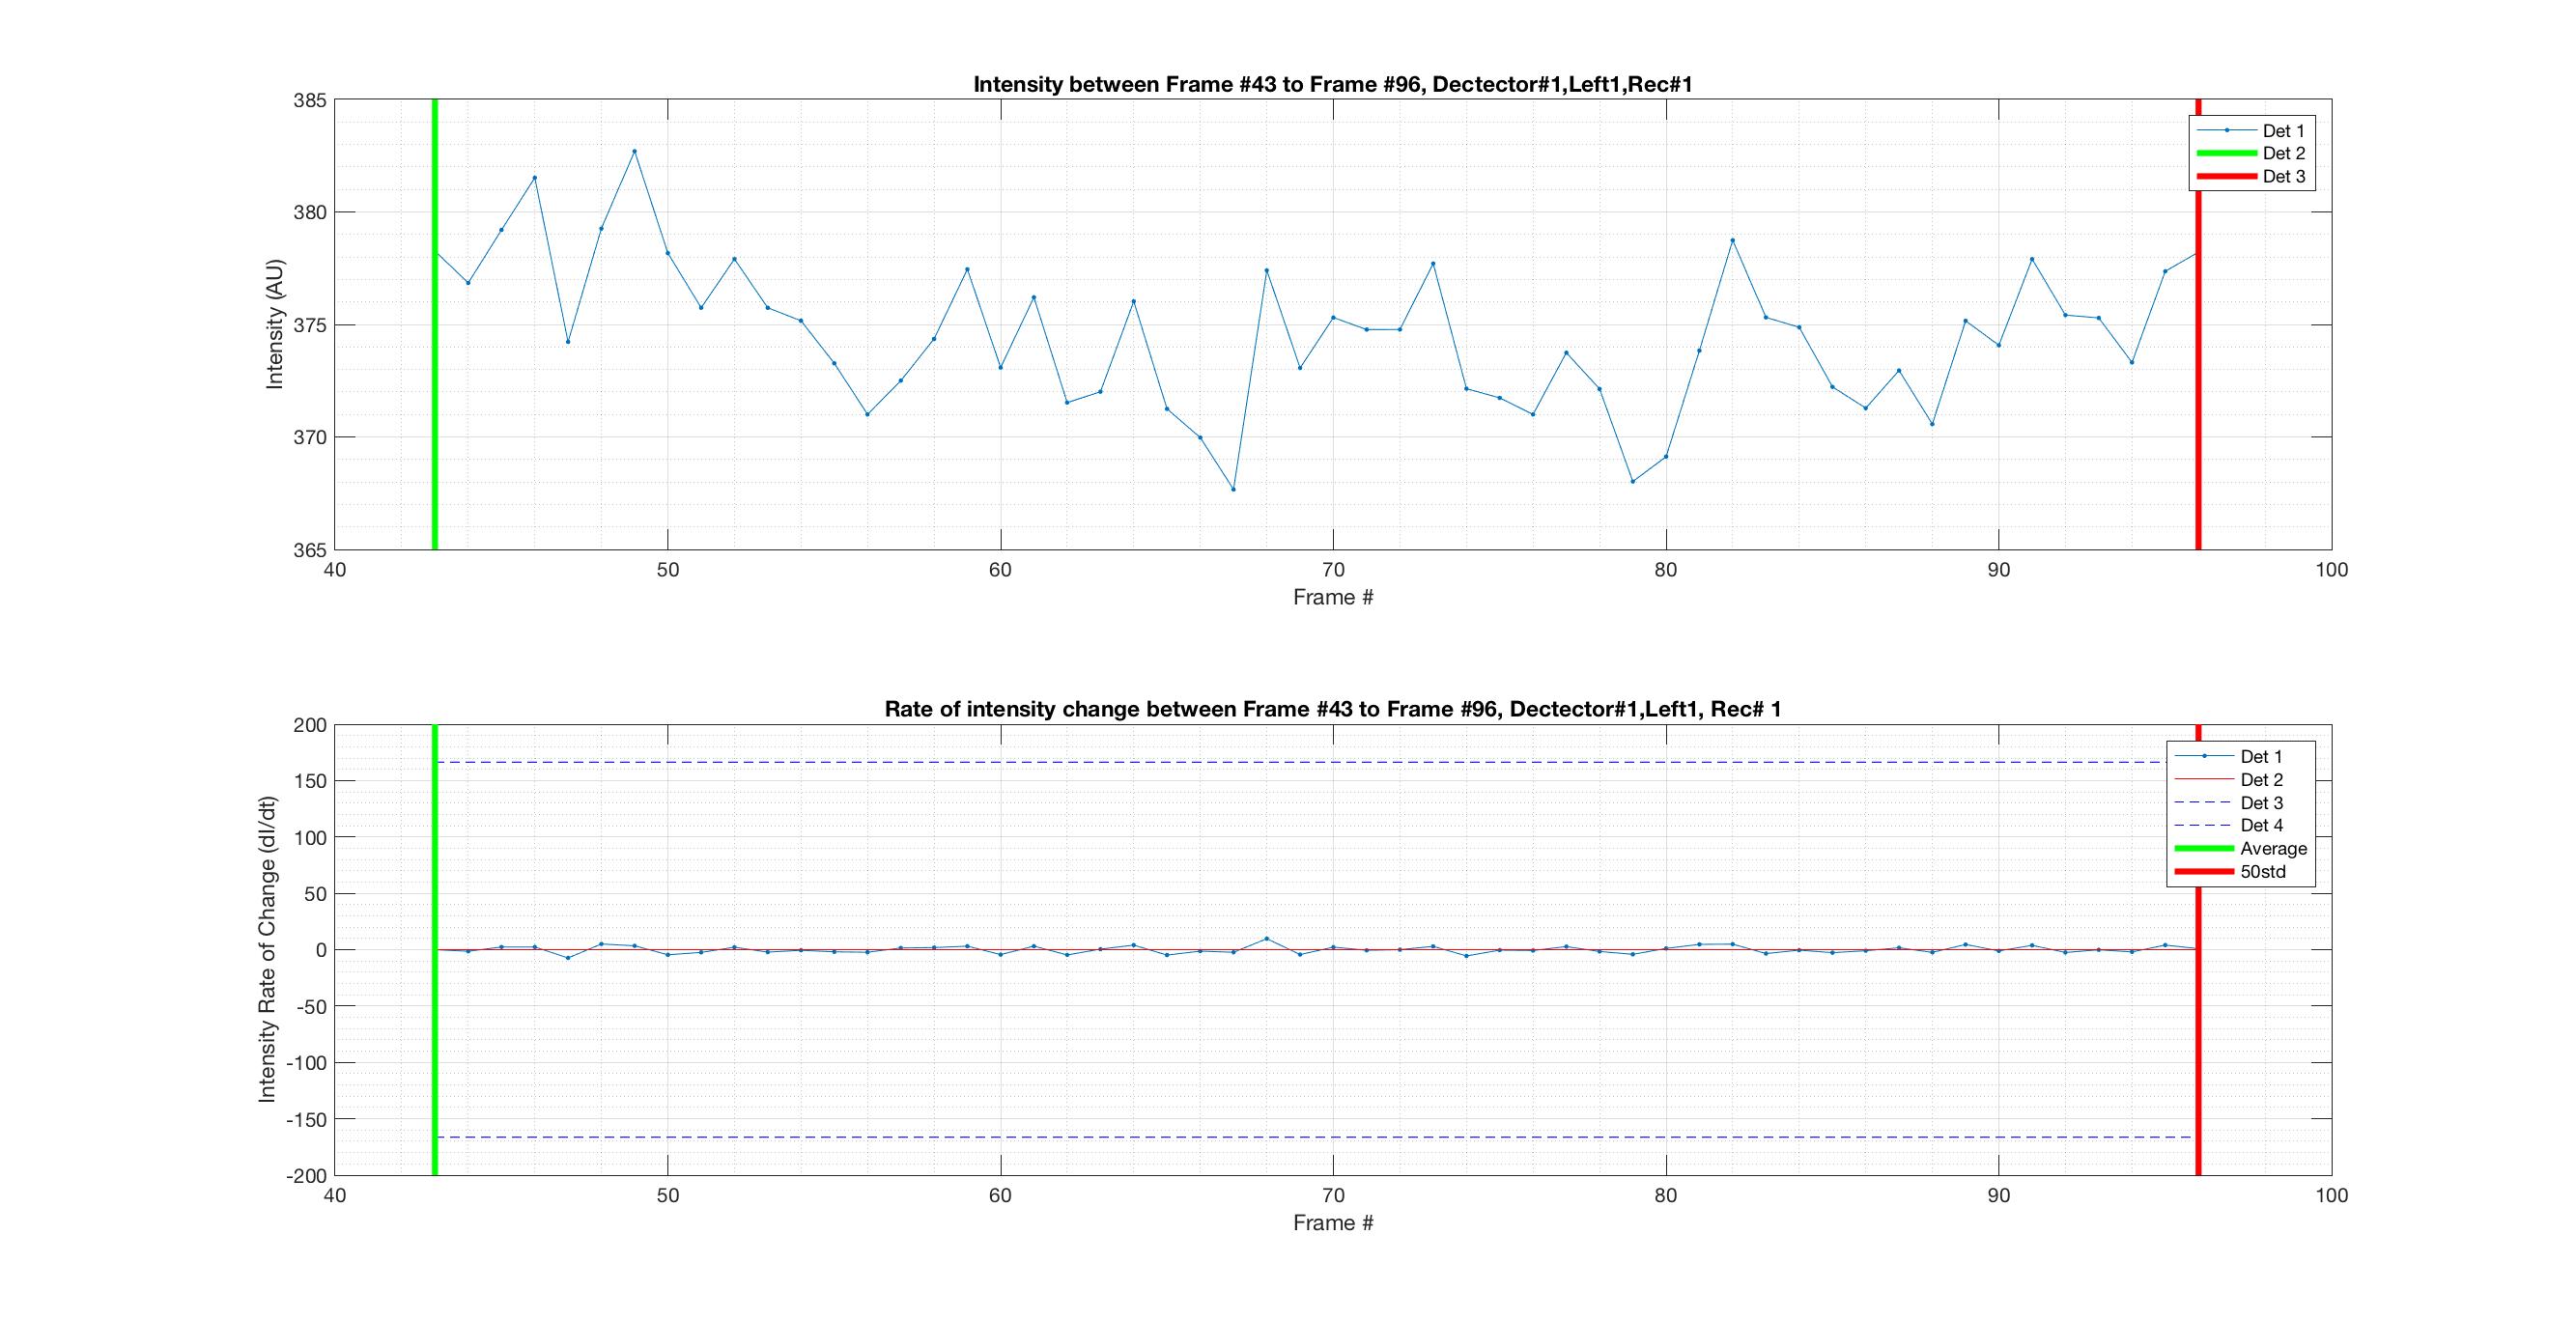 Intensity between Frame #43 to Frame #96, Dectector#1,Left1,Rec#1
385
380
375
370
365
Intensity (AU)
Det 1
Det 2
Det 3
40 50 60 70 80 90 100
Frame #
Rate of intensity change between Frame #43 to Frame #96, Dectector#1,Left1, Rec# 1
200
150
100
50
0
-50
-100
-150
-200
Intensity Rate of Change (dI/dt)
Det 1
Det 2
Det 3
Det 4
Average
50std
40 50 60 70 80 90 100
Frame #